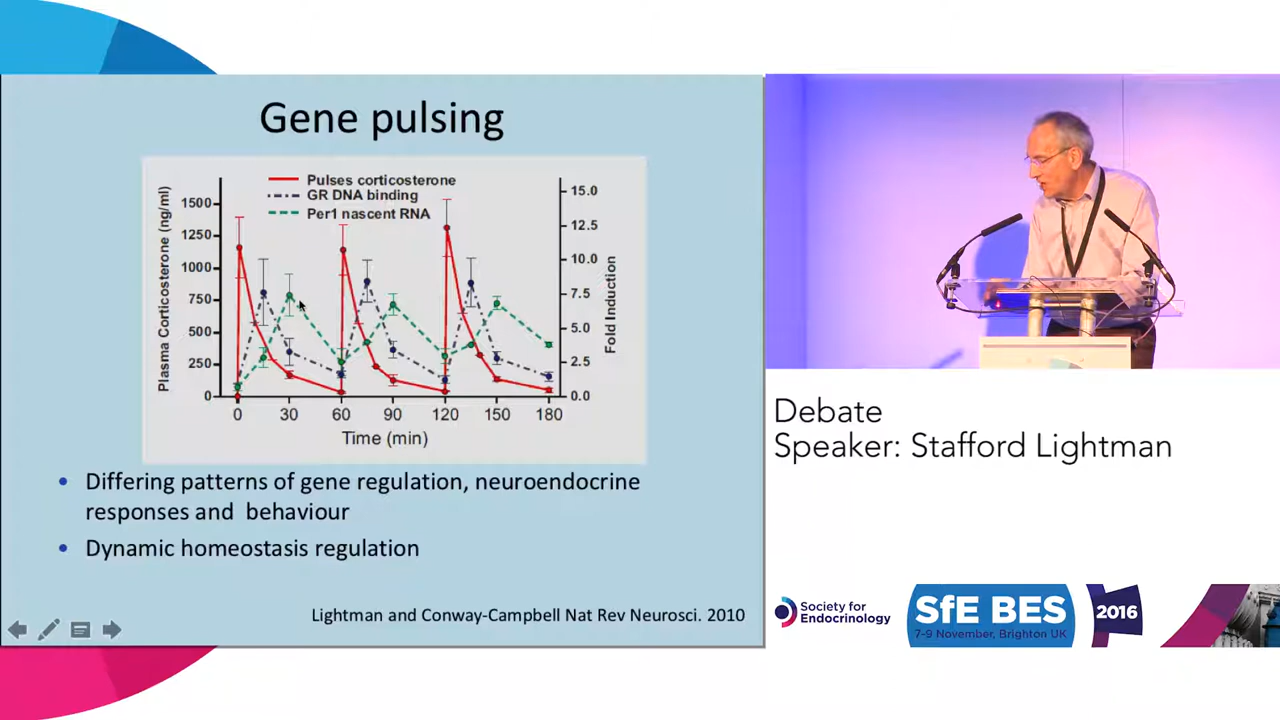 Gene pulsing
Pulses corticosterone
GR DNA binding
Per1 nascent RNA
Plasma Corticosterone (ng/ml)
1500
1250
1000
750
500
250
0
15.0
12.5
10.0
7.5
5.0
2.5
0.0
Fold Induction
0 30 60 90 120 150 180
Time (min)
• Differing patterns of gene regulation, neuroendocrine
responses and behaviour
• Dynamic homeostasis regulation
Lightman and Conway-Campbell Nat Rev Neurosci. 2010
Debate
Speaker: Stafford Lightman
Society for
Endocrinology
SfE BES
7-9 November, Brighton UK
2016